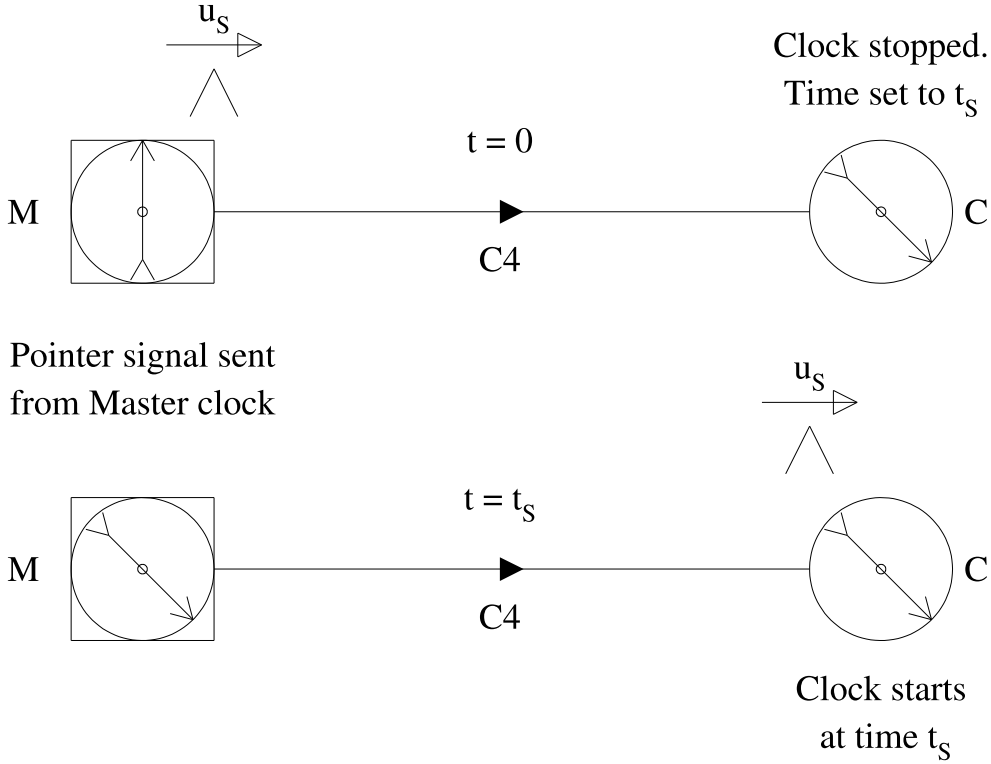 u_S
Clock stopped.
Time set to t_S
t = 0
M
C
C4
Pointer signal sent
from Master clock
u_S
t = t_S
M
C
C4
Clock starts
at time t_S